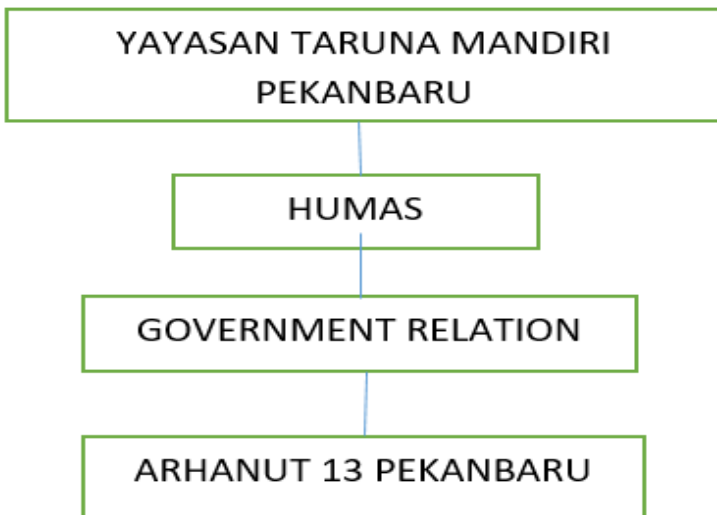 YAYASAN TARUNA MANDIRI
PEKANBARU
HUMAS
GOVERNMENT RELATION
ARHANUT 13 PEKANBARU